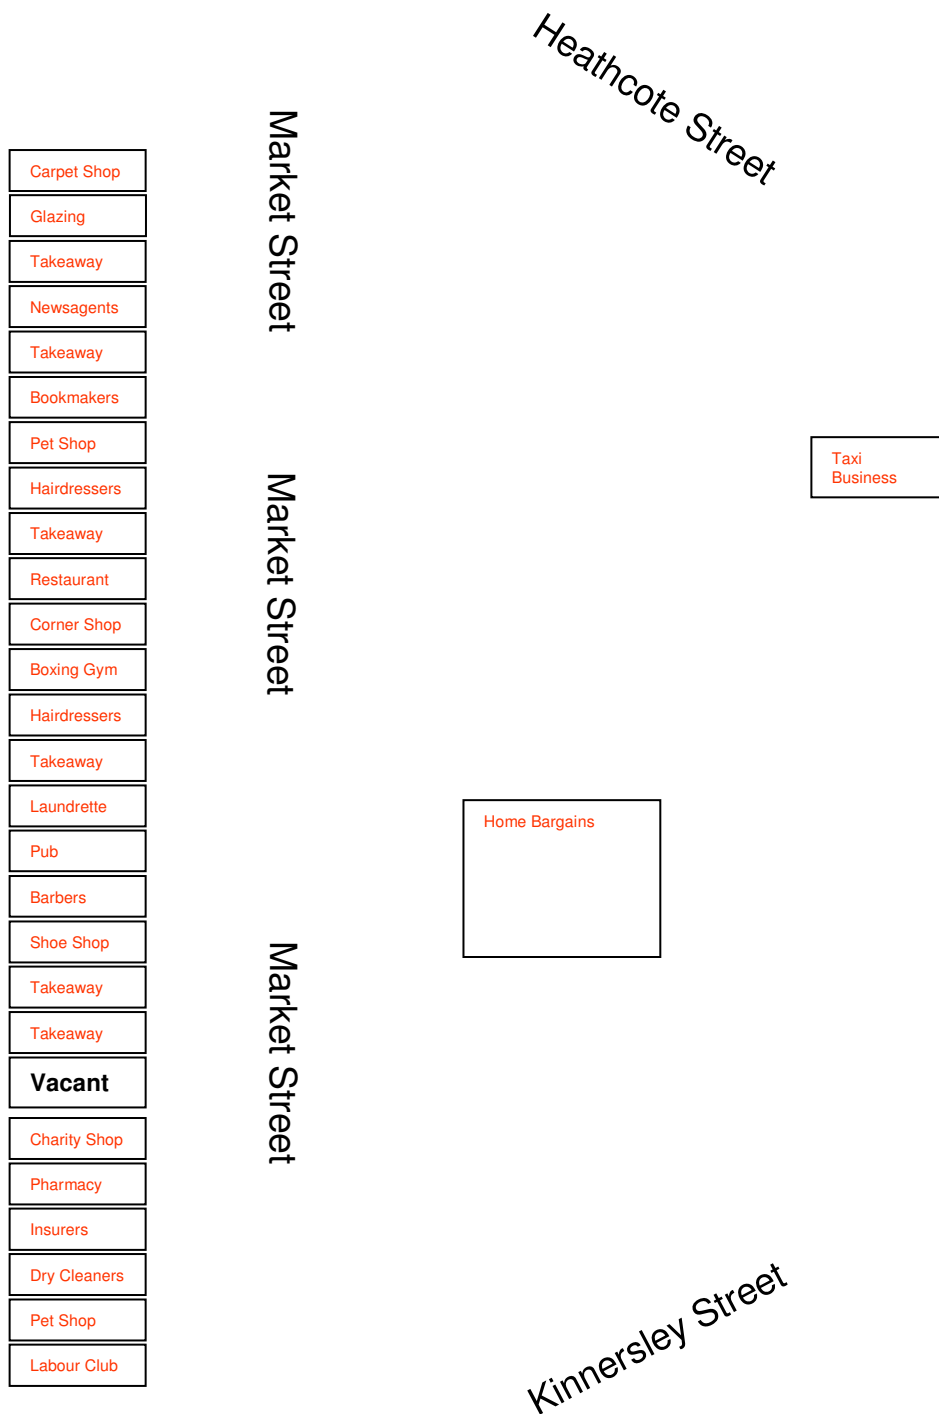 Heathcote Street
Market Street
Carpet Shop
Glazing
Takeaway
Newsagents
Takeaway
Bookmakers
Pet Shop
Hairdressers
Takeaway
Restaurant
Corner Shop
Boxing Gym
Hairdressers
Takeaway
Laundrette
Pub
Barbers
Shoe Shop
Takeaway
Takeaway
Vacant
Charity Shop
Pharmacy
Insurers
Dry Cleaners
Pet Shop
Labour Club
Market Street
Market Street
Taxi
Business
Home Bargains
Kinnersley Street